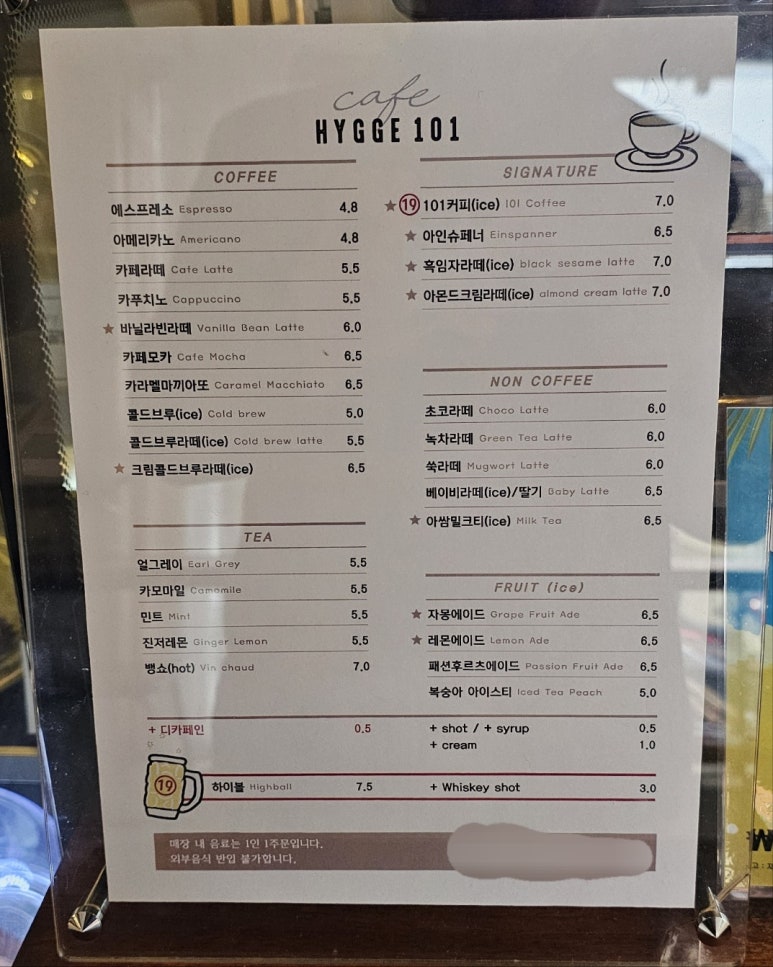 cafe
HYGGE 101
COFFEE
에스프레소 Espresso 4.8
아메리카노 Americano 4.8
카페라떼 Cafe Latte 5.5
카푸치노 Cappuccino 5.5
★ 바닐라빈라떼 Vanilla Bean Latte 6.0
카페모카 Cafe Mocha 6.5
카라멜마끼아또 Caramel Macchiato 6.5
콜드브루(ice) Cold brew 5.0
콜드브루라떼(ice) Cold brew latte 5.5
★ 크림콜드브루라떼(ice) 6.5
TEA
얼그레이 Earl Grey 5.5
카모마일 Camomile 5.5
민트 Mint 5.5
진저레몬 Ginger Lemon 5.5
뱅쇼(hot) Vin chaud 7.0
SIGNATURE
★ 19 101커피(ice) 101 Coffee 7.0
★ 아인슈페너 Einspanner 6.5
★ 흑임자라떼(ice) black sesame latte 7.0
★ 아몬드크림라떼(ice) almond cream latte 7.0
NON COFFEE
초코라떼 Choco Latte 6.0
녹차라떼 Green Tea Latte 6.0
쑥라떼 Mugwort Latte 6.0
베이비라떼(ice)/딸기 Baby Latte 6.5
★ 아쌈밀크티(ice) Milk Tea 6.5
FRUIT (ice)
★ 자몽에이드 Grape Fruit Ade 6.5
★ 레몬에이드 Lemon Ade 6.5
패션후르츠에이드 Passion Fruit Ade 6.5
복숭아 아이스티 Iced Tea Peach 5.0
+ 디카페인 0.5
+ shot / + syrup 0.5
+ cream 1.0
19 하이볼 Highball 7.5
+ Whiskey shot 3.0
매장 내 음료는 1인 1주문입니다.
외부음식 반입 불가합니다.